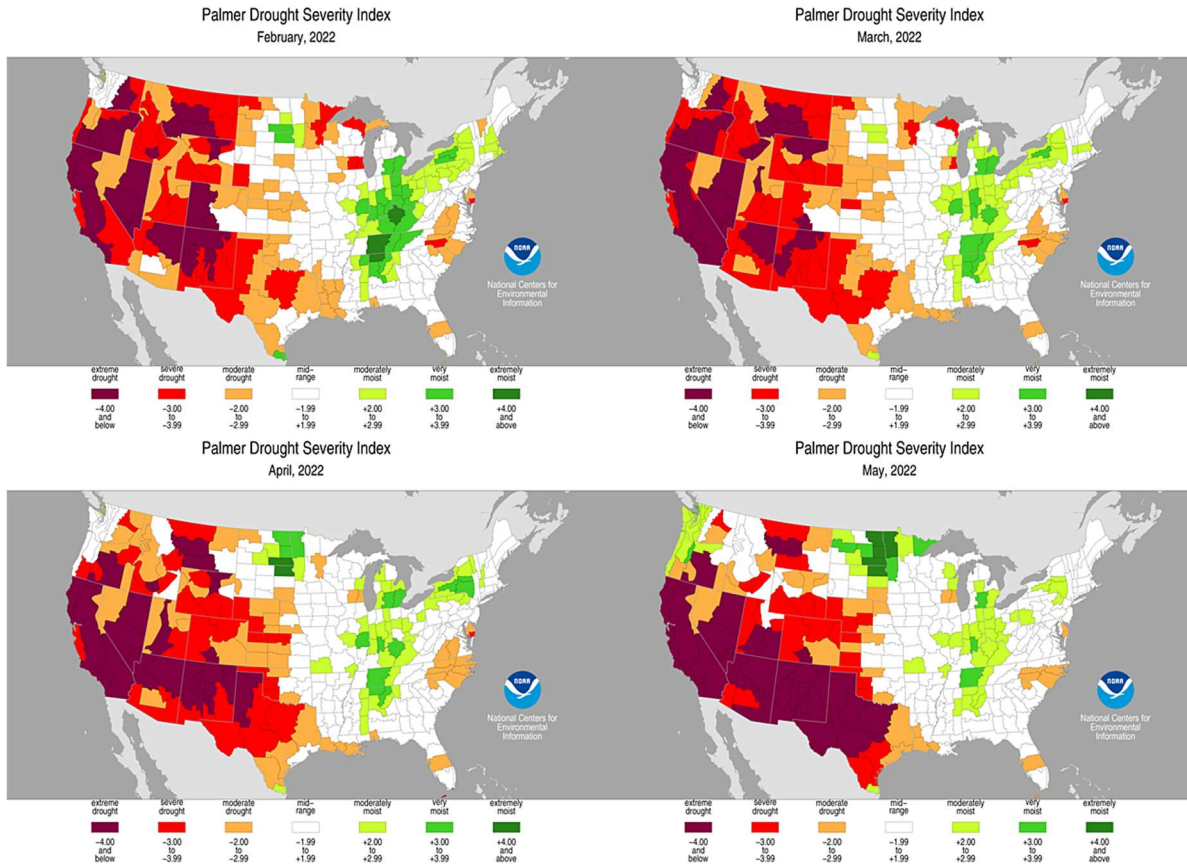 Palmer Drought Severity Index
February, 2022
NOAA
National Centers for
Environmental
Information
extreme drought
severe drought
moderate drought
mid-range
moderately moist
very moist
extremely moist
−4.00 and below
−3.00 to −3.99
−2.00 to −2.99
−1.99 to +1.99
+2.00 to +2.99
+3.00 to +3.99
+4.00 and above
Palmer Drought Severity Index
March, 2022
NOAA
National Centers for
Environmental
Information
extreme drought
severe drought
moderate drought
mid-range
moderately moist
very moist
extremely moist
−4.00 and below
−3.00 to −3.99
−2.00 to −2.99
−1.99 to +1.99
+2.00 to +2.99
+3.00 to +3.99
+4.00 and above
Palmer Drought Severity Index
April, 2022
NOAA
National Centers for
Environmental
Information
extreme drought
severe drought
moderate drought
mid-range
moderately moist
very moist
extremely moist
−4.00 and below
−3.00 to −3.99
−2.00 to −2.99
−1.99 to +1.99
+2.00 to +2.99
+3.00 to +3.99
+4.00 and above
Palmer Drought Severity Index
May, 2022
NOAA
National Centers for
Environmental
Information
extreme drought
severe drought
moderate drought
mid-range
moderately moist
very moist
extremely moist
−4.00 and below
−3.00 to −3.99
−2.00 to −2.99
−1.99 to +1.99
+2.00 to +2.99
+3.00 to +3.99
+4.00 and above